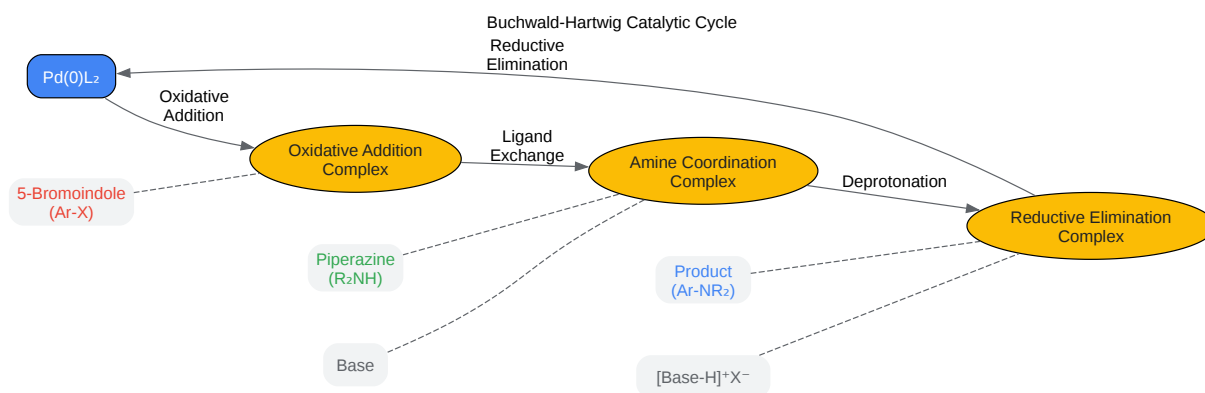 Buchwald-Hartwig Catalytic Cycle
Reductive
Elimination
Pd(0)L₂
Oxidative
Addition
Oxidative Addition
Complex
Ligand
Exchange
Amine Coordination
Complex
Deprotonation
Reductive Elimination
Complex
5-Bromoindole
(Ar-X)
Piperazine
(R₂NH)
Product
(Ar-NR₂)
Base
[Base-H]⁺X⁻